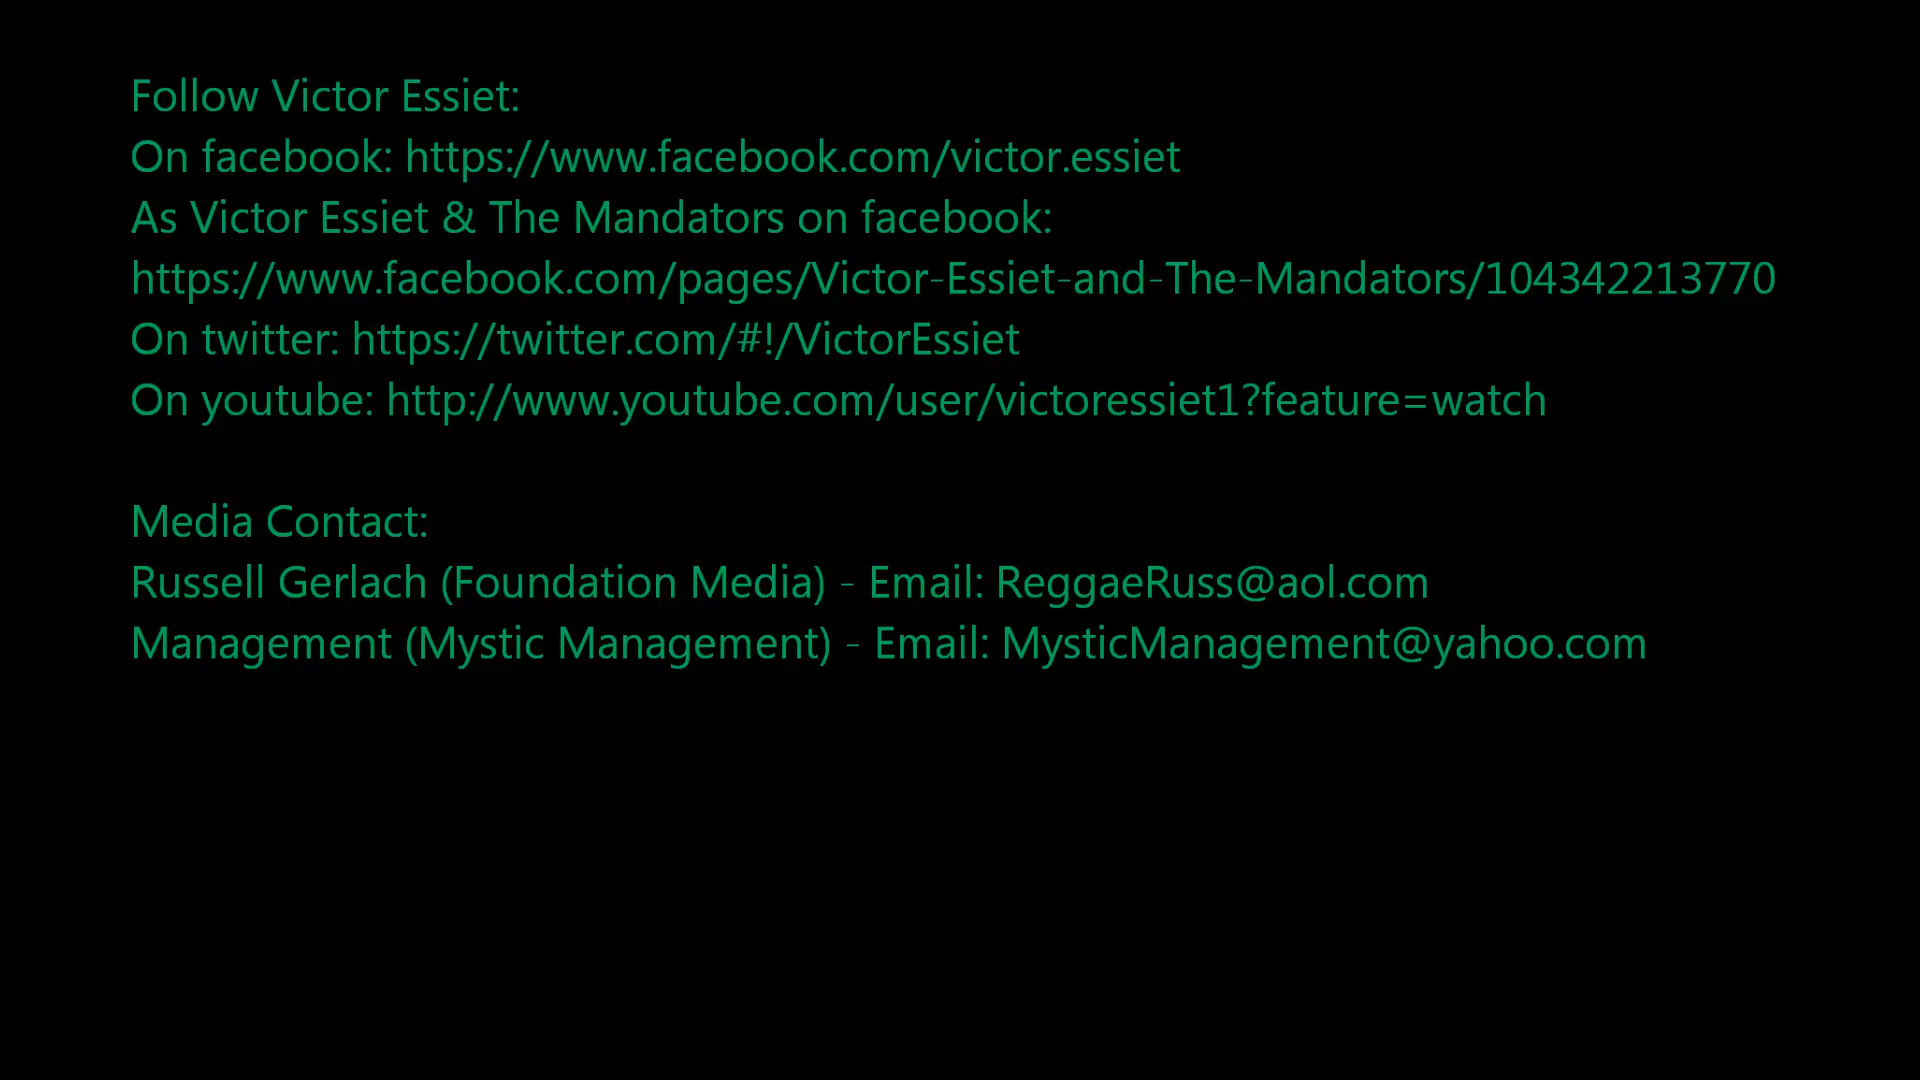 Follow Victor Essiet:
On facebook: https://www.facebook.com/victor.essiet
As Victor Essiet & The Mandators on facebook:
https://www.facebook.com/pages/Victor-Essiet-and-The-Mandators/104342213770
On twitter: https://twitter.com/#!/VictorEssiet
On youtube: http://www.youtube.com/user/victoressiet1?feature=watch
Media Contact:
Russell Gerlach (Foundation Media) - Email: ReggaeRuss@aol.com
Management (Mystic Management) - Email: MysticManagement@yahoo.com